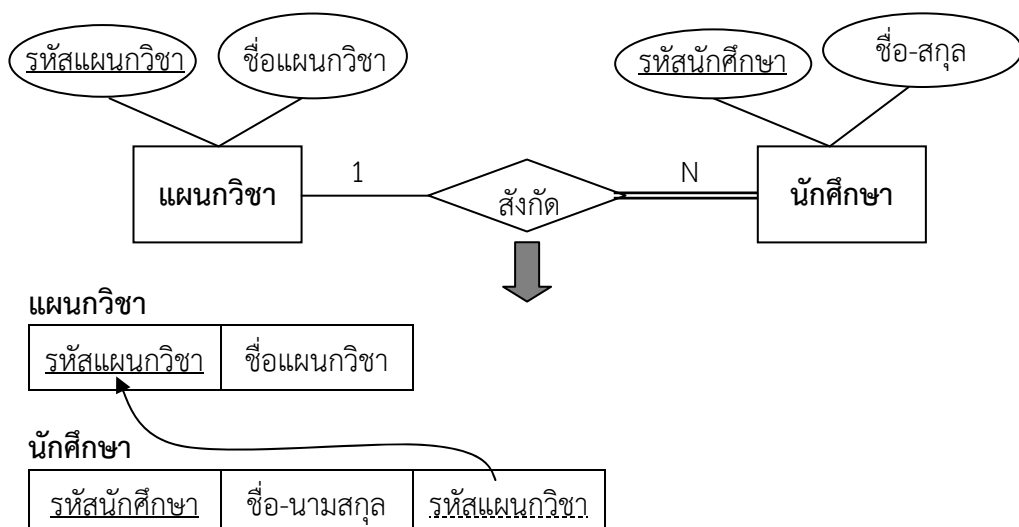 รหัสแผนกวิชา ชื่อแผนกวิชา รหัสนักศึกษา ชื่อ-สกุล
แผนกวิชา 1 สังกัด N นักศึกษา
แผนกวิชา
รหัสแผนกวิชา ชื่อแผนกวิชา
นักศึกษา
รหัสนักศึกษา ชื่อ-นามสกุล รหัสแผนกวิชา